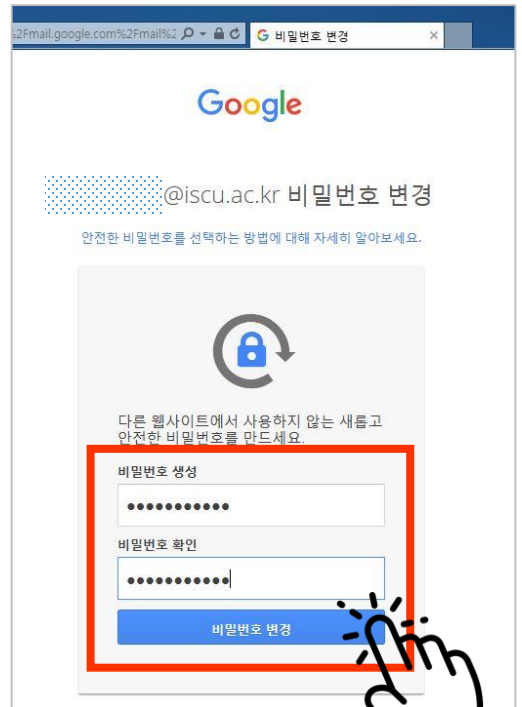 2Fmail.google.com%2Fmail%2
비밀번호 변경
Google
@iscu.ac.kr 비밀번호 변경
안전한 비밀번호를 선택하는 방법에 대해 자세히 알아보세요.
다른 웹사이트에서 사용하지 않는 새롭고
안전한 비밀번호를 만드세요.
비밀번호 생성
●●●●●●●●●●●
비밀번호 확인
●●●●●●●●●●●
비밀번호 변경